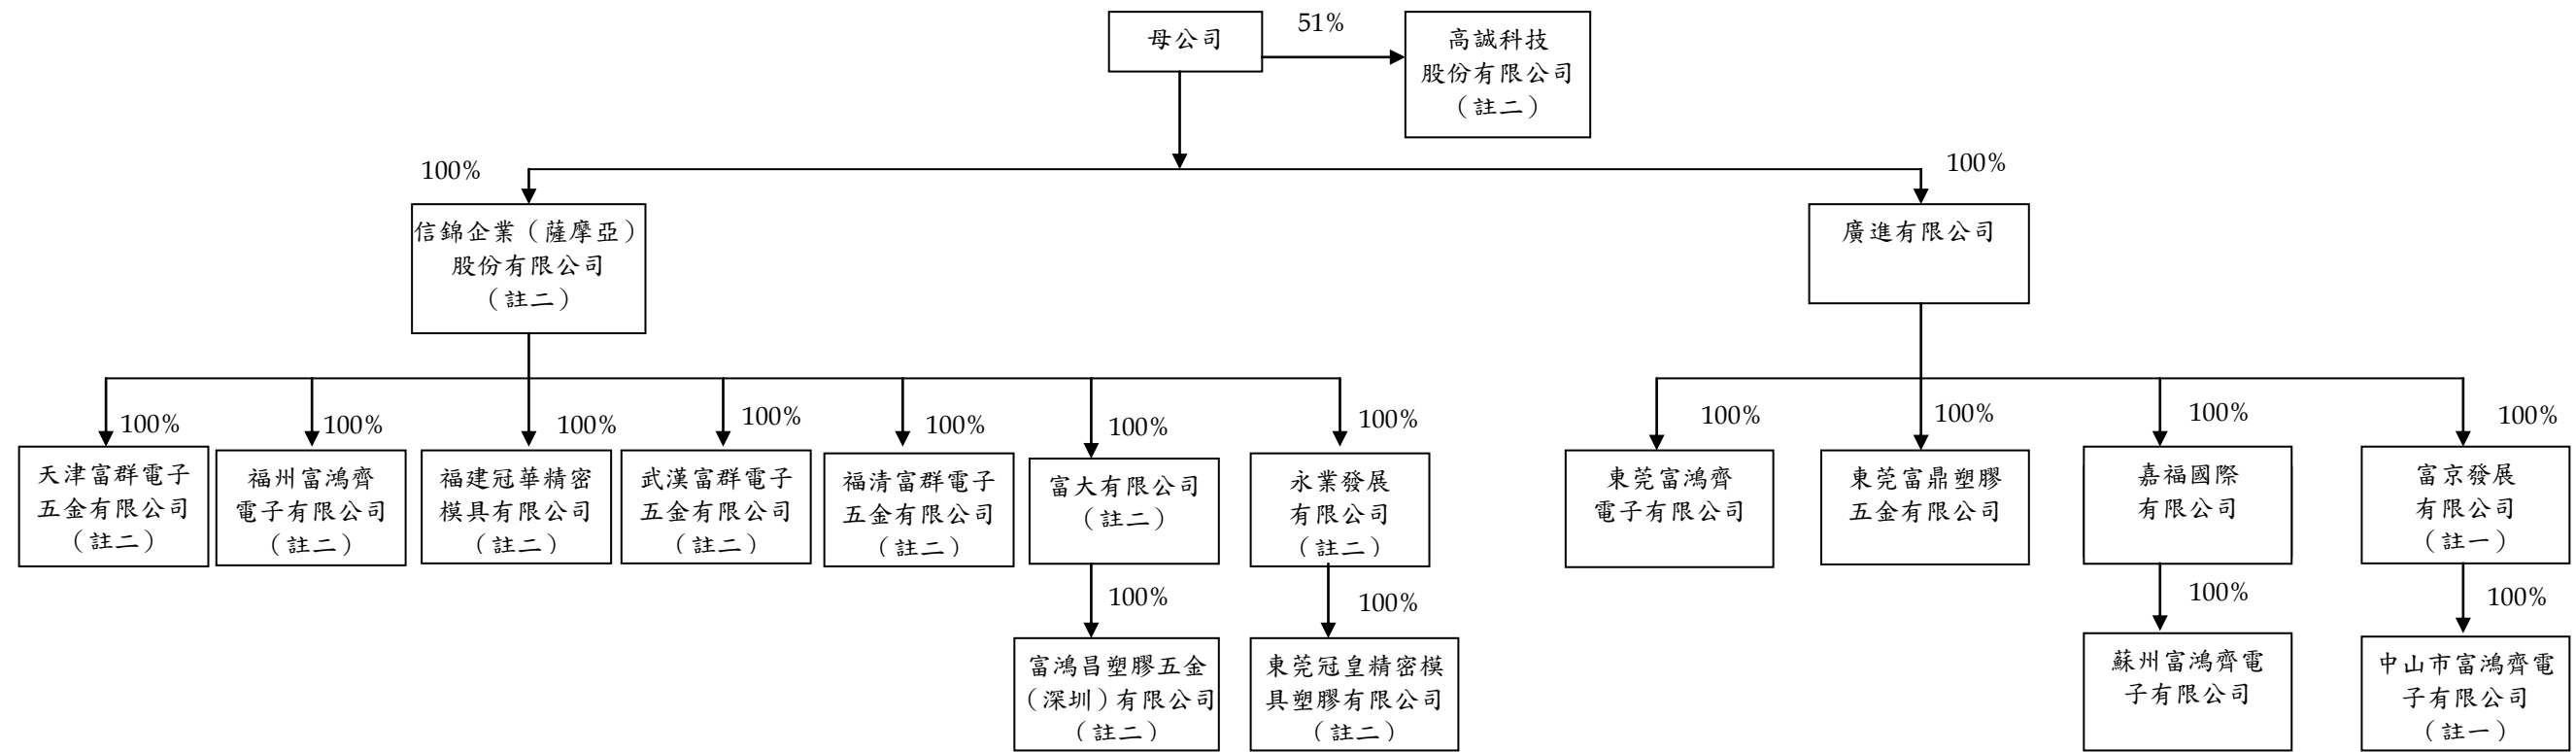 母公司
51%
高誠科技
股份有限公司
（註二）
100%
100%
信錦企業（薩摩亞）
股份有限公司
（註二）
廣進有限公司
100%
100%
100%
100%
100%
100%
100%
100%
100%
100%
100%
天津富群電子
五金有限公司
（註二）
福州富鴻齊
電子有限公司
（註二）
福建冠華精密
模具有限公司
（註二）
武漢富群電子
五金有限公司
（註二）
福清富群電子
五金有限公司
（註二）
富大有限公司
（註二）
永業發展
有限公司
（註二）
東莞富鴻齊
電子有限公司
東莞富鼎塑膠
五金有限公司
嘉福國際
有限公司
富京發展
有限公司
（註一）
100%
100%
100%
100%
富鴻昌塑膠五金
（深圳）有限公司
（註二）
東莞冠皇精密模
具塑膠有限公司
（註二）
蘇州富鴻齊電
子有限公司
中山市富鴻齊電
子有限公司
（註一）